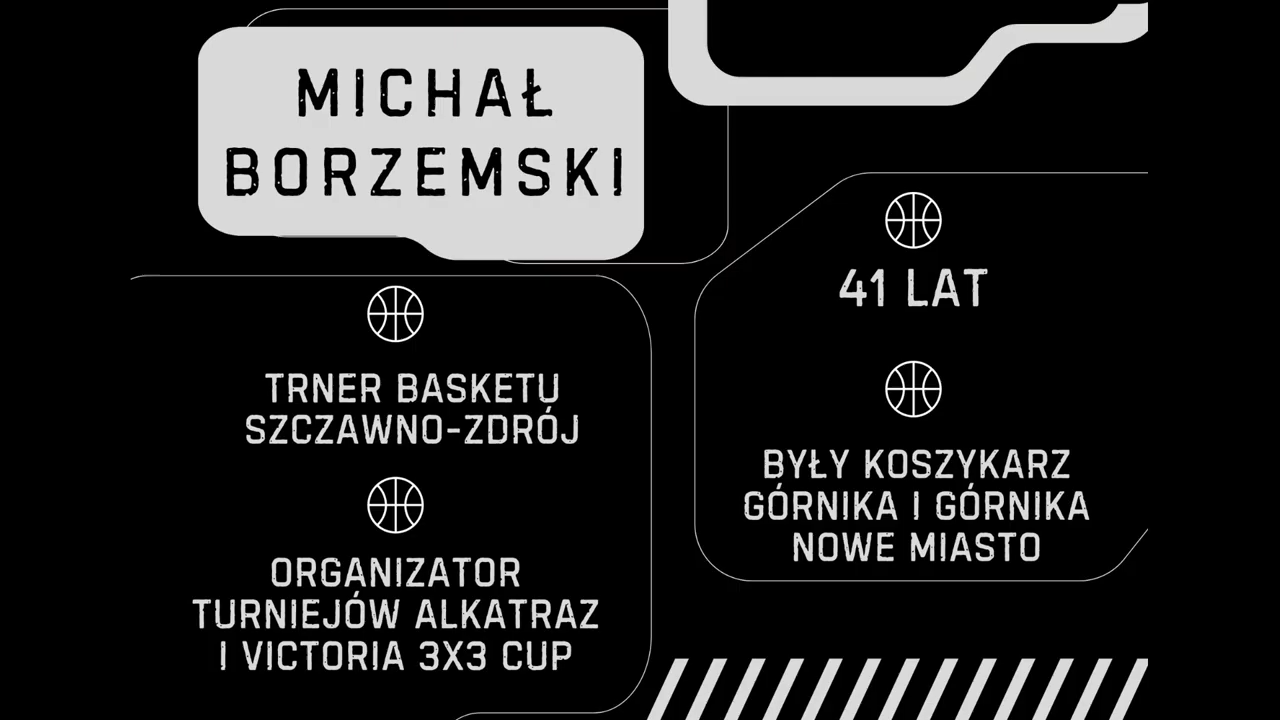 MICHAŁ
BORZEMSKI
TRNER BASKETU
SZCZAWNO-ZDRÓJ
ORGANIZATOR
TURNIEJÓW ALKATRAZ
I VICTORIA 3X3 CUP
41 LAT
BYŁY KOSZYKARZ
GÓRNIKA I GÓRNIKA
NOWE MIASTO